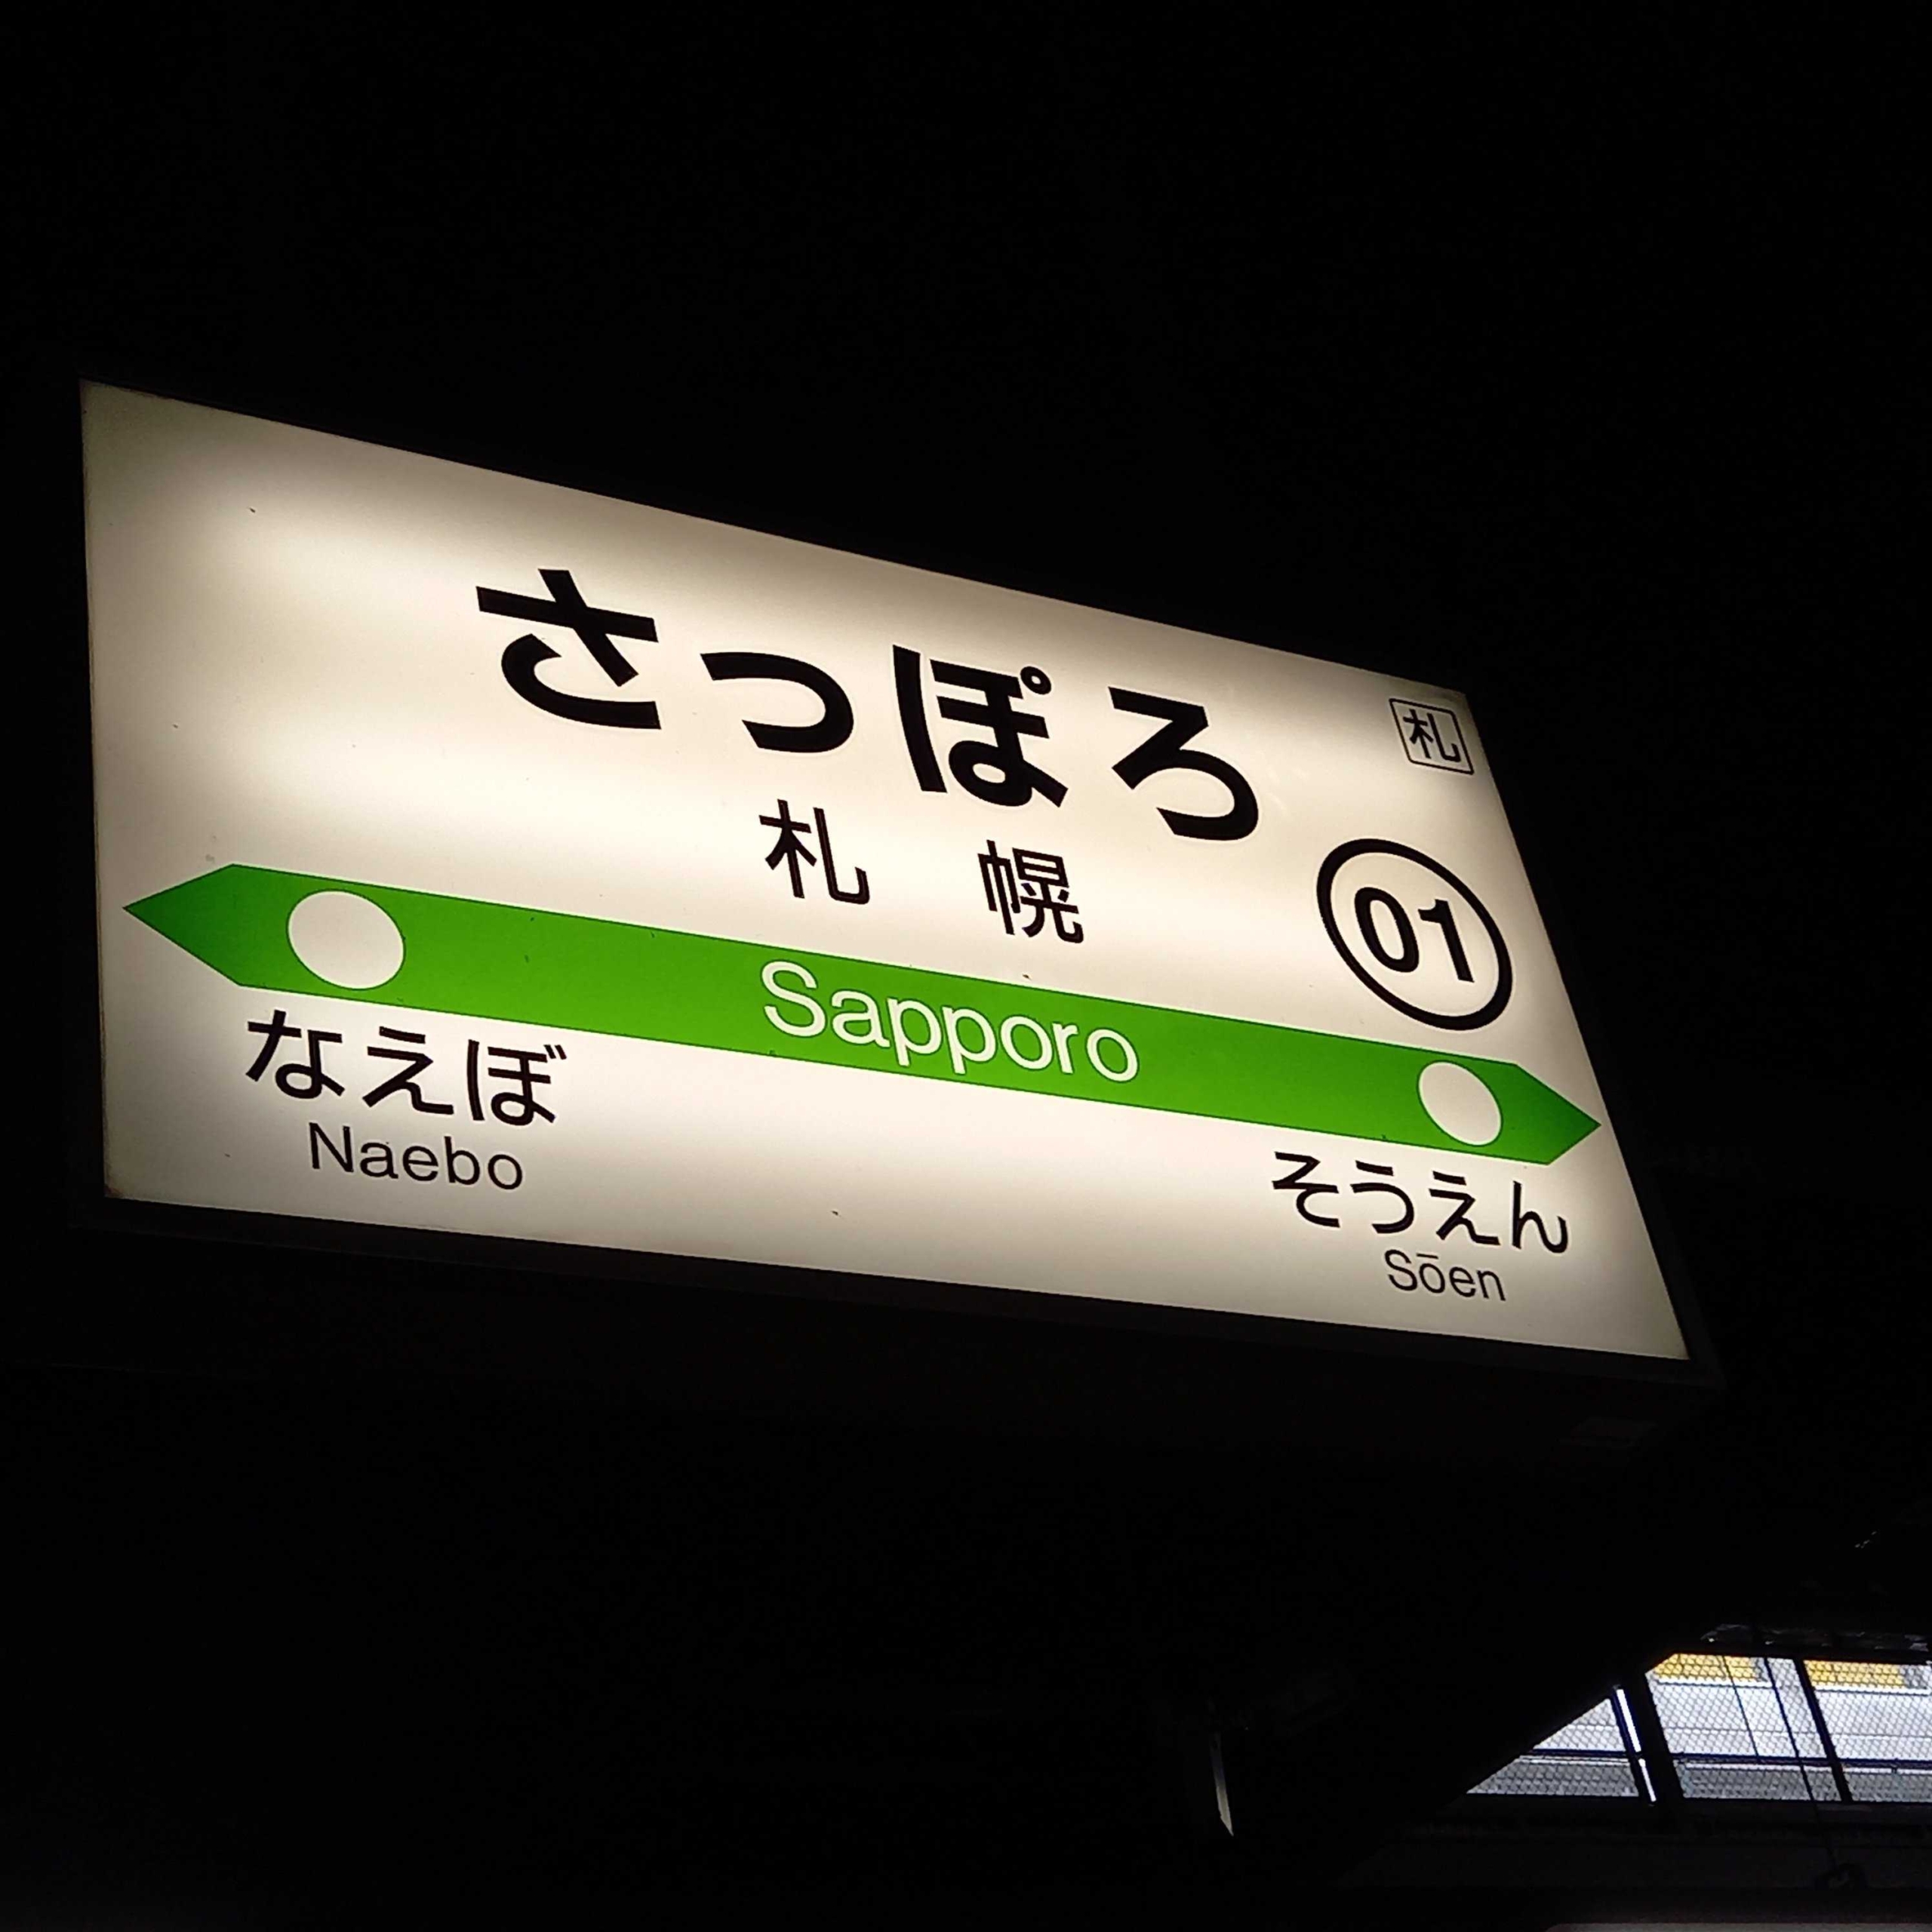 札
さっぽろ
札幌
01
Sapporo
なえぼ
Naebo
そうえん
Sōen